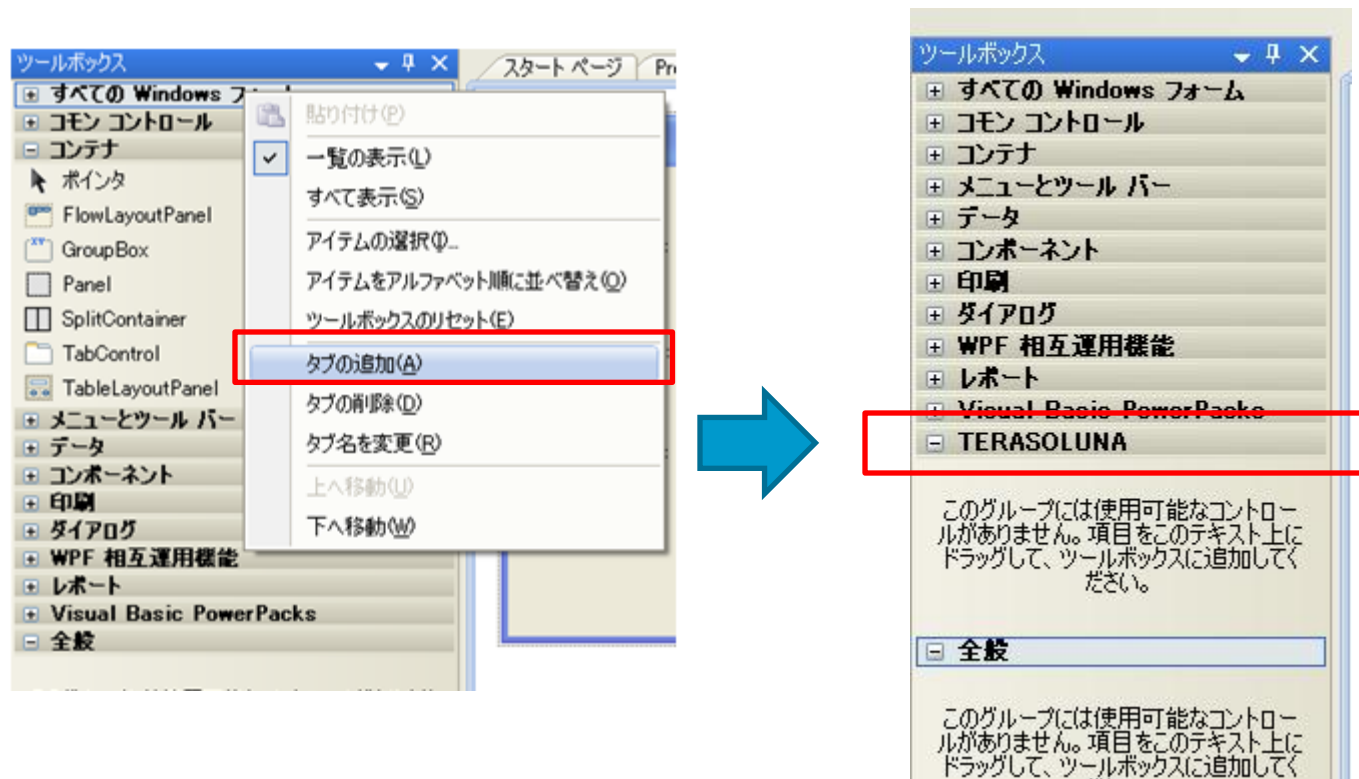 ツールボックス
スタート ページ
すべての Windows フォーム
コモン コントロール
コンテナ
ポインタ
FlowLayoutPanel
GroupBox
Panel
SplitContainer
TabControl
TableLayoutPanel
メニューとツール バー
データ
コンポーネント
印刷
ダイアログ
WPF 相互運用機能
レポート
Visual Basic PowerPacks
全般
貼り付け(P)
一覧の表示(L)
すべて表示(S)
アイテムの選択(I)...
アイテムをアルファベット順に並べ替え(O)
ツールボックスのリセット(E)
タブの追加(A)
タブの削除(D)
タブ名を変更(R)
上へ移動(U)
下へ移動(W)
ツールボックス
すべての Windows フォーム
コモン コントロール
コンテナ
メニューとツール バー
データ
コンポーネント
印刷
ダイアログ
WPF 相互運用機能
レポート
Visual Basic PowerPacks
TERASOLUNA
このグループには使用可能なコントロー
ルがありません。項目をこのテキスト上に
ドラッグして、ツールボックスに追加してく
ださい。
全般
このグループには使用可能なコントロー
ルがありません。項目をこのテキスト上に
ドラッグして、ツールボックスに追加してく